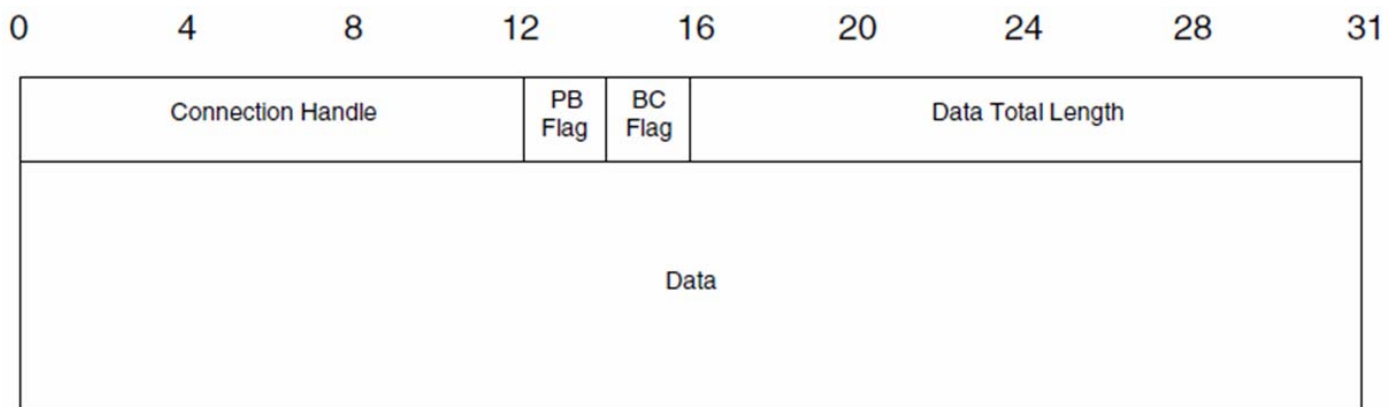 0 4 8 12 16 20 24 28 31
Connection Handle PB Flag BC Flag Data Total Length
Data